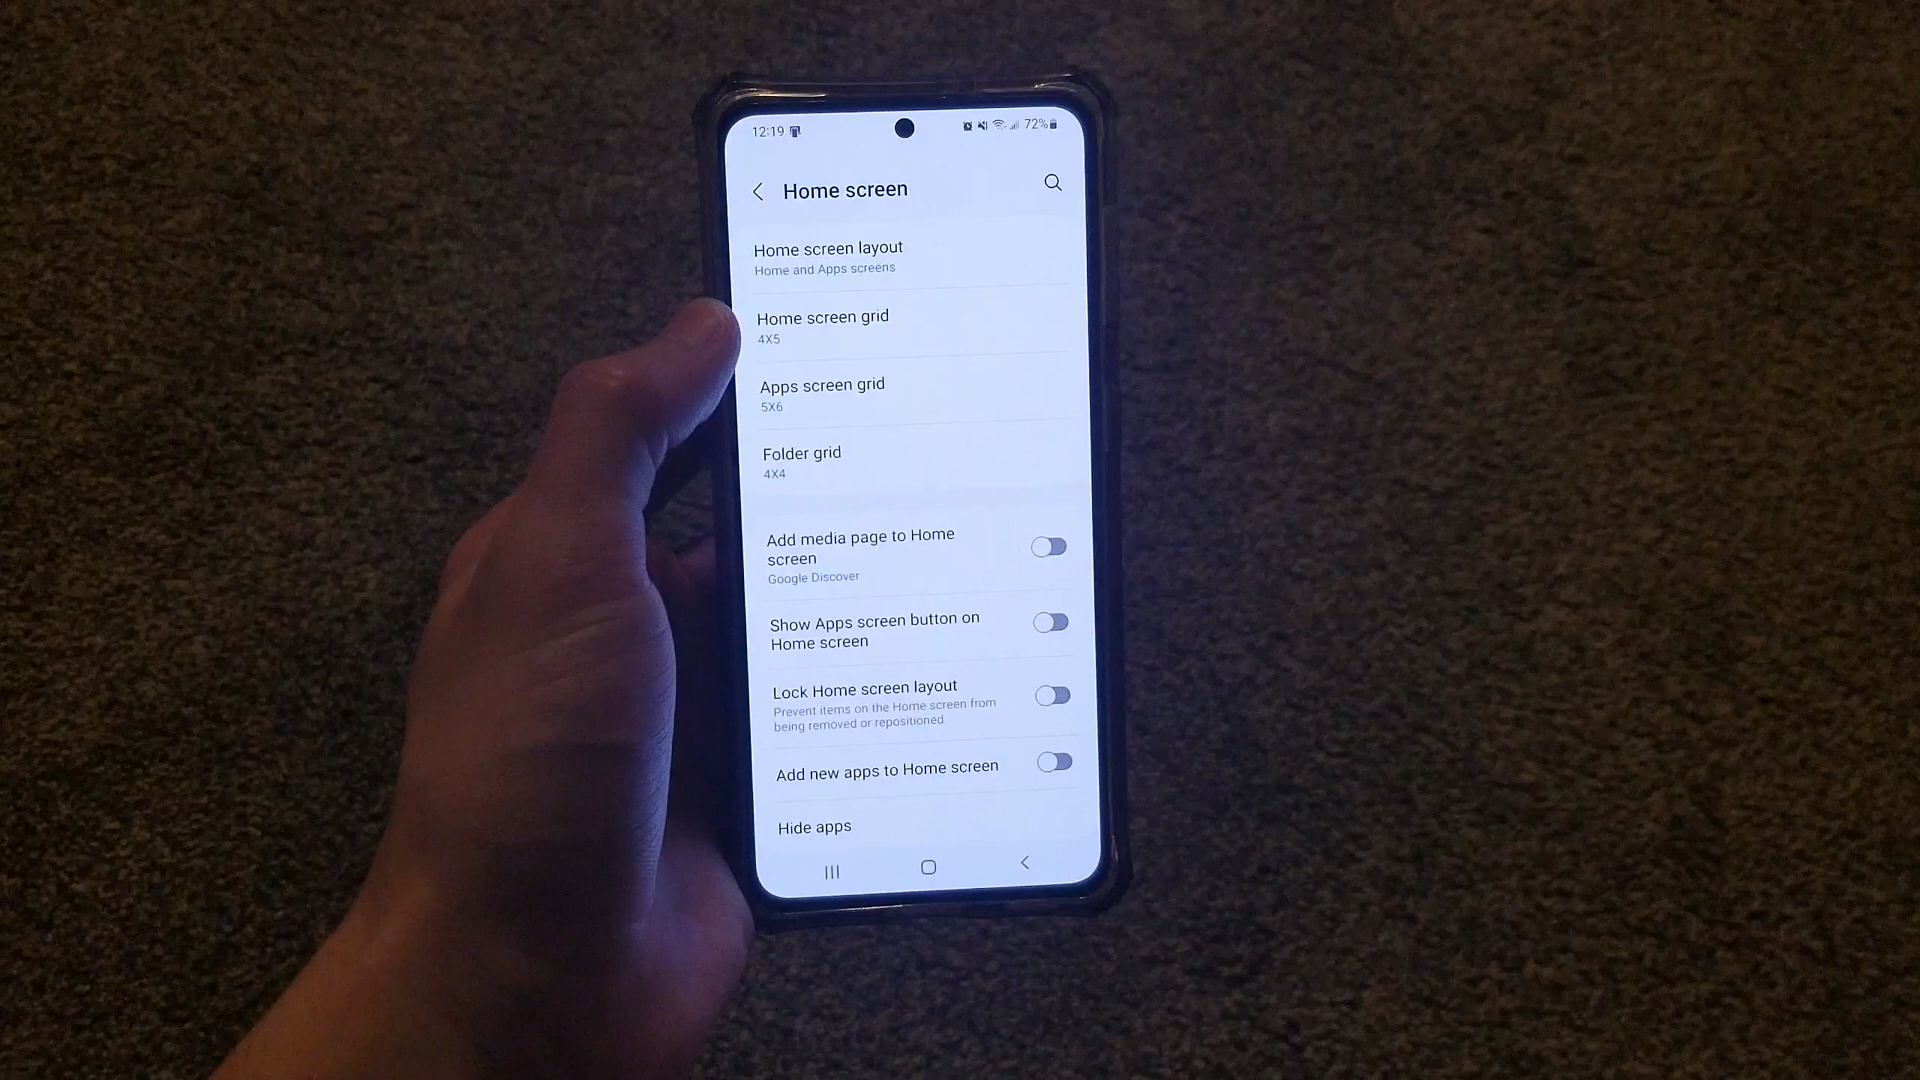 12:19
72%
Home screen
Home screen layout
Home and Apps screens
Home screen grid
4X5
Apps screen grid
5X6
Folder grid
4X4
Add media page to Home
screen
Google Discover
Show Apps screen button on
Home screen
Lock Home screen layout
Prevent items on the Home screen from
being removed or repositioned.
Add new apps to Home screen
Hide apps